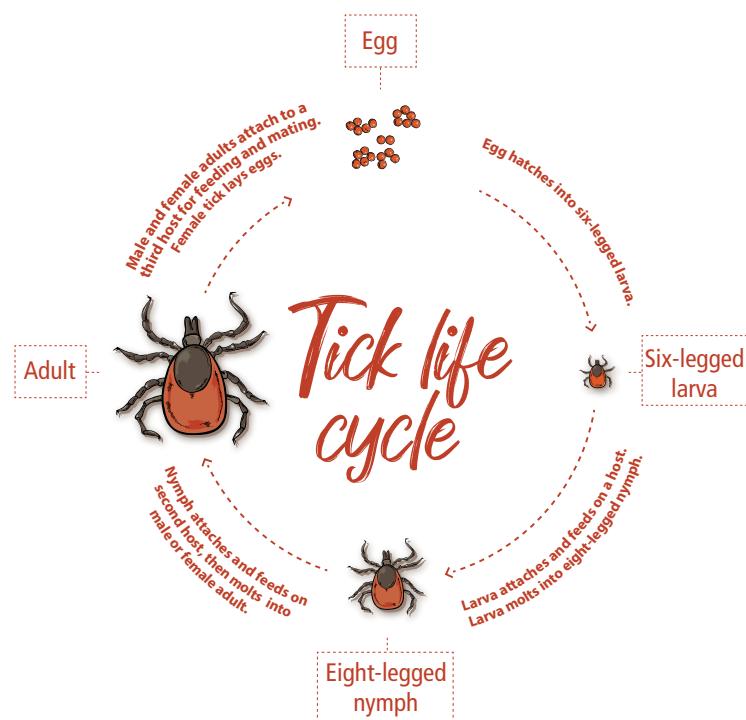 Egg
Male and female adults attach to a
third host for feeding and mating.
Female tick lays eggs.
Egg hatches into six-legged larva.
Tick life
cycle
Adult
Six-legged
larva
Nymph attaches and feeds on
second host, then molts into
male or female adult.
Larva attaches and feeds on a host.
Larva molts into eight-legged nymph.
Eight-legged
nymph